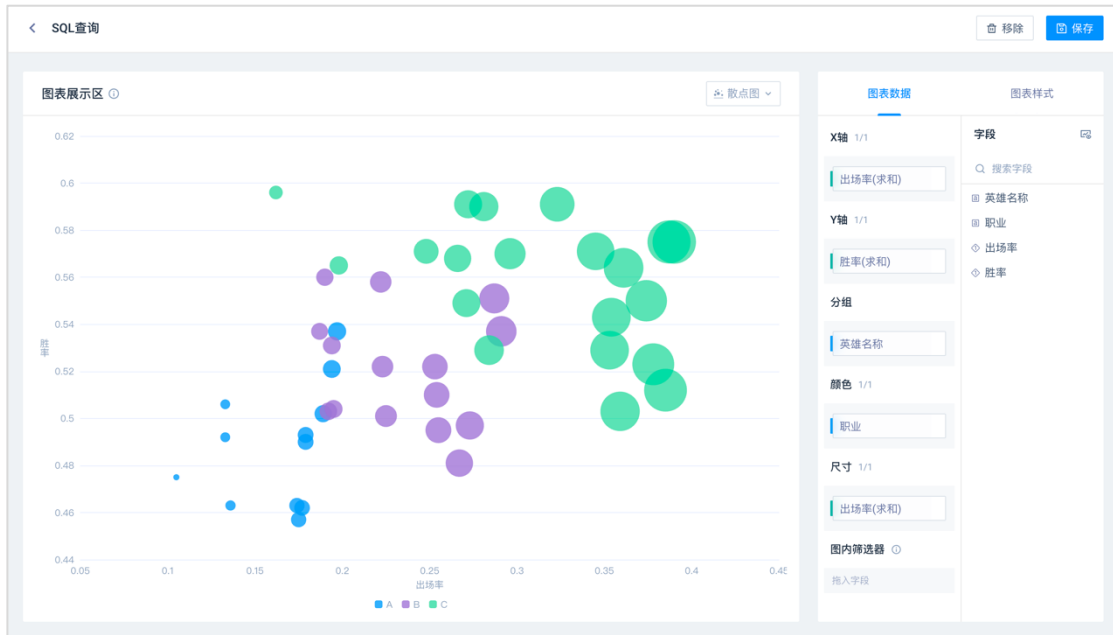 SQL查询
移除
保存
图表展示区
散点图
0.62
0.6
0.58
0.56
0.54
0.52
0.5
0.48
0.46
0.44
胜率
0.05 0.1 0.15 0.2 0.25 0.3 0.35 0.4 0.45
出场率
A B C
图表数据
图表样式
X轴 1/1
出场率(求和)
Y轴 1/1
胜率(求和)
分组
英雄名称
颜色 1/1
职业
尺寸 1/1
出场率(求和)
图内筛选器
拖入字段
字段
搜索字段
英雄名称
职业
出场率
胜率